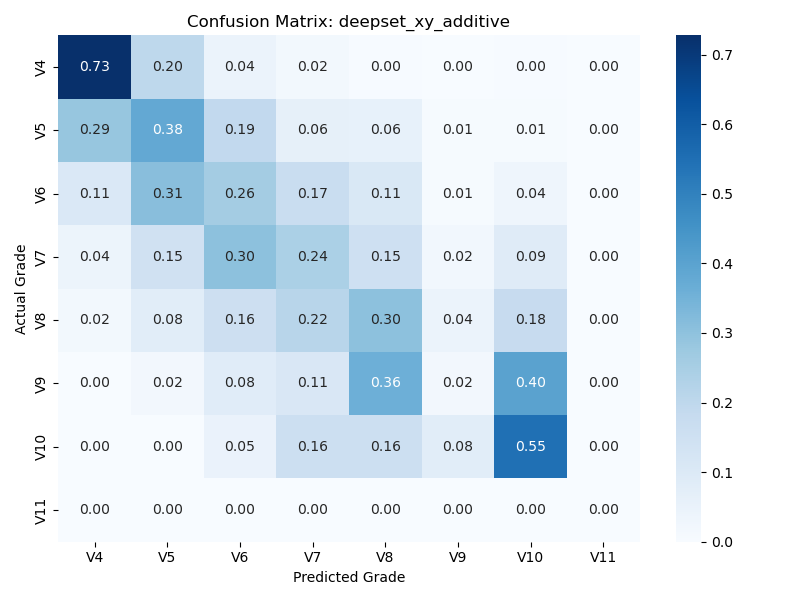 Confusion Matrix: deepset_xy_additive
V4 0.73 0.20 0.04 0.02 0.00 0.00 0.00 0.00
V5 0.29 0.38 0.19 0.06 0.06 0.01 0.01 0.00
V6 0.11 0.31 0.26 0.17 0.11 0.01 0.04 0.00
V7 0.04 0.15 0.30 0.24 0.15 0.02 0.09 0.00
V8 0.02 0.08 0.16 0.22 0.30 0.04 0.18 0.00
V9 0.00 0.02 0.08 0.11 0.36 0.02 0.40 0.00
V10 0.00 0.00 0.05 0.16 0.16 0.08 0.55 0.00
V11 0.00 0.00 0.00 0.00 0.00 0.00 0.00 0.00
V4 V5 V6 V7 V8 V9 V10 V11
Predicted Grade
Actual Grade
0.7
0.6
0.5
0.4
0.3
0.2
0.1
0.0